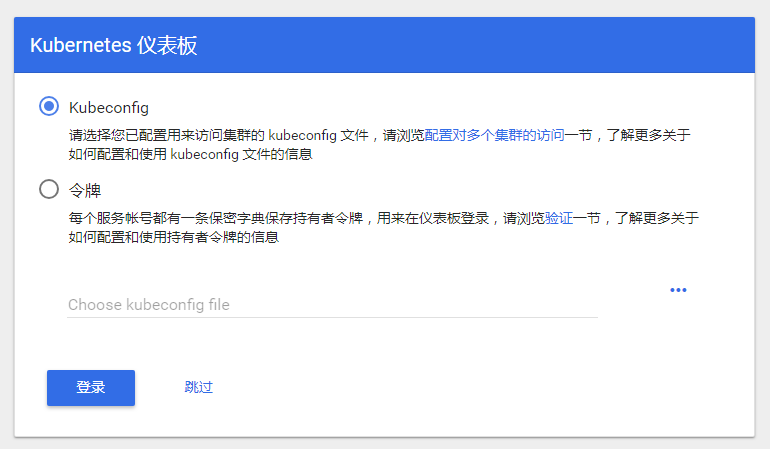 Kubernetes 仪表板
Kubeconfig
请选择您已配置用来访问集群的 kubeconfig 文件，请浏览配置对多个集群的访问一节，了解更多关于
如何配置和使用 kubeconfig 文件的信息
令牌
每个服务帐号都有一条保密字典保存持有者令牌，用来在仪表板登录，请浏览验证一节，了解更多关于
如何配置和使用持有者令牌的信息
Choose kubeconfig file
登录 跳过